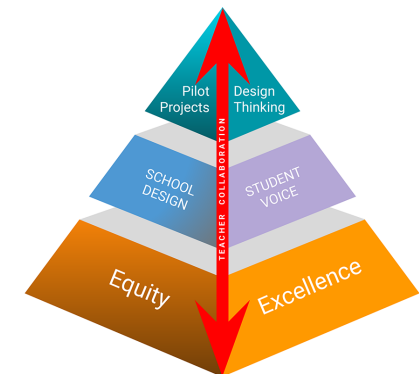 Pilot
Projects
Design
Thinking
SCHOOL
DESIGN
STUDENT
VOICE
TEACHER COLLABORATION
Equity
Excellence